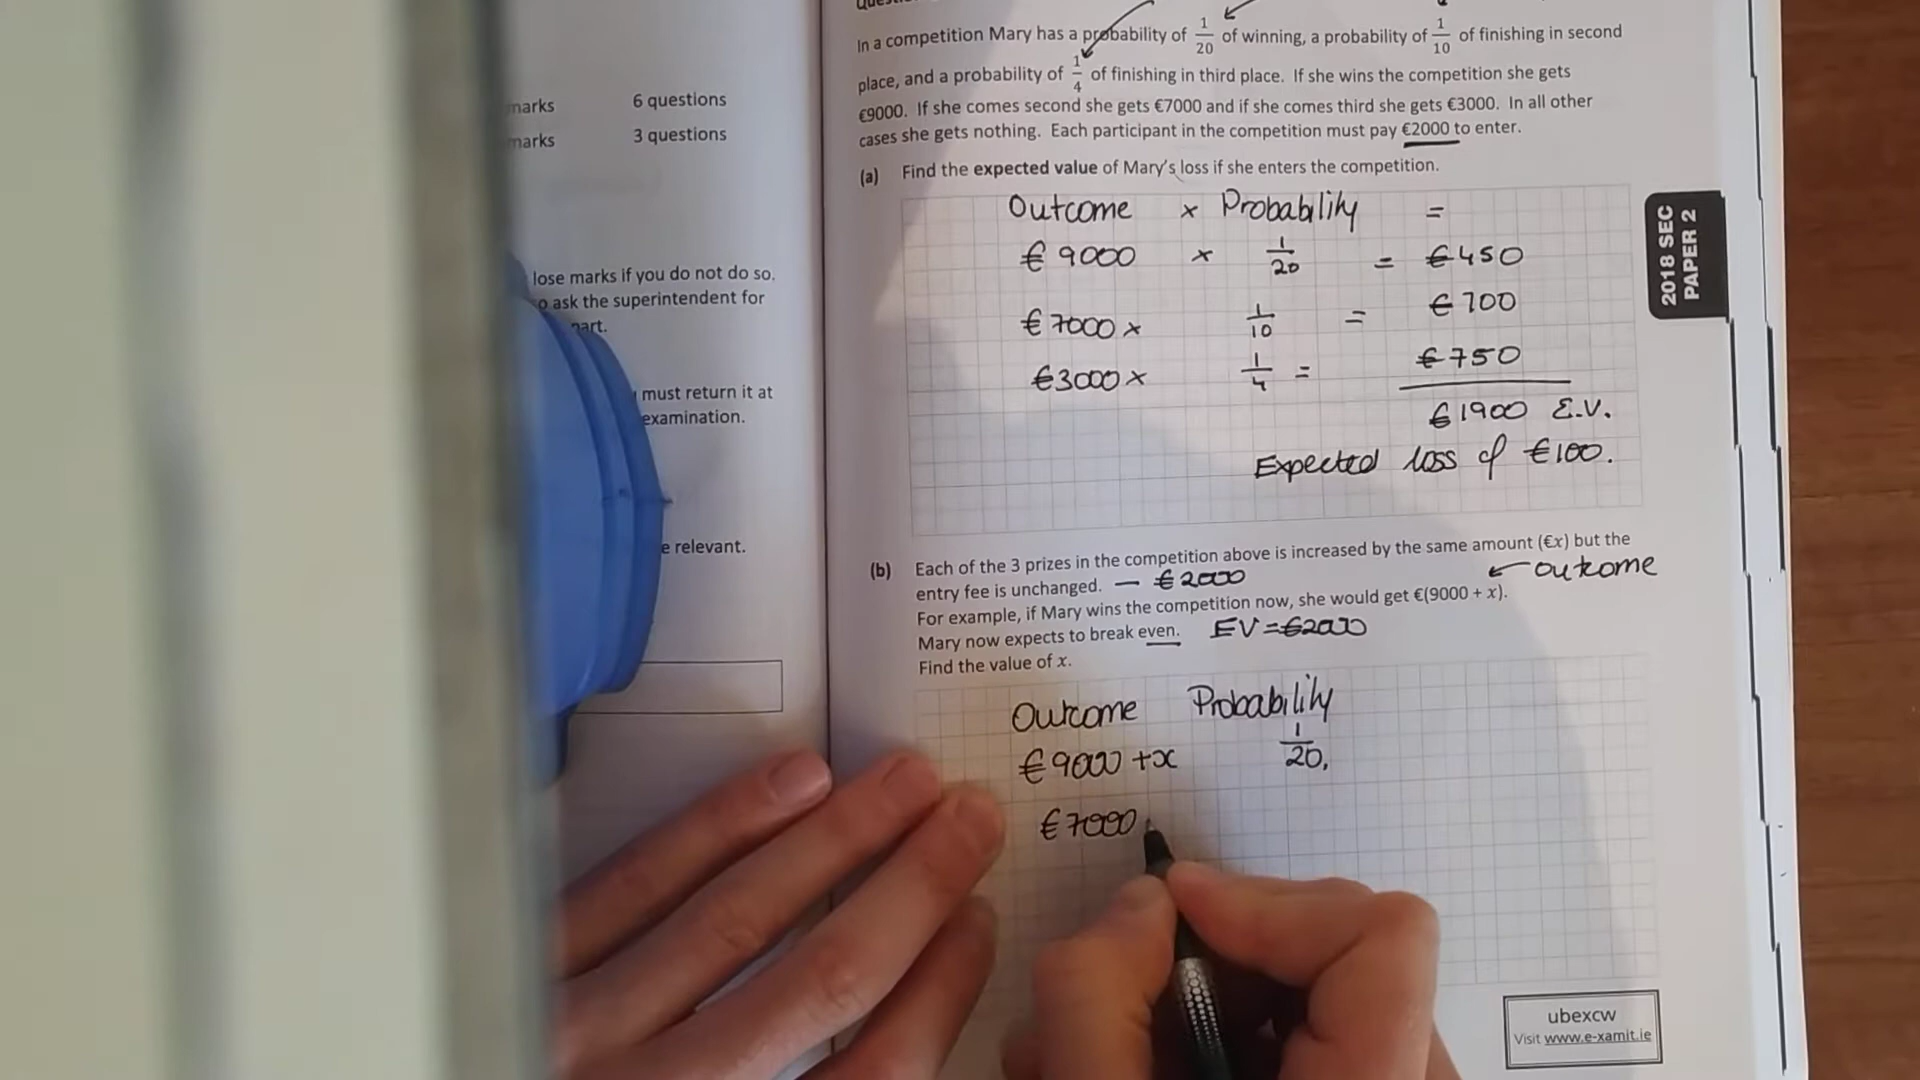 marks 6 questions
marks 3 questions
lose marks if you do not do so.
o ask the superintendent for
part.
must return it at
examination.
e relevant.
In a competition Mary has a probability of 1/20 of winning, a probability of 1/10 of finishing in second
place, and a probability of 1/4 of finishing in third place. If she wins the competition she gets
€9000. If she comes second she gets €7000 and if she comes third she gets €3000. In all other
cases she gets nothing. Each participant in the competition must pay €2000 to enter.
(a) Find the expected value of Mary's loss if she enters the competition.
Outcome x Probability =
€9000 x 1/20 = €450
€7000 x 1/10 = €700
€3000 x 1/4 = €750
€1900 E.V.
Expected loss of €100.
(b) Each of the 3 prizes in the competition above is increased by the same amount (€x) but the
entry fee is unchanged. — €2000 ← outcome
For example, if Mary wins the competition now, she would get €(9000 + x).
Mary now expects to break even. EV = €2000
Find the value of x.
Outcome Probability
€9000 + x 1/20,
€7000
2018 SEC
PAPER 2
ubexcw
Visit www.e-xamit.ie